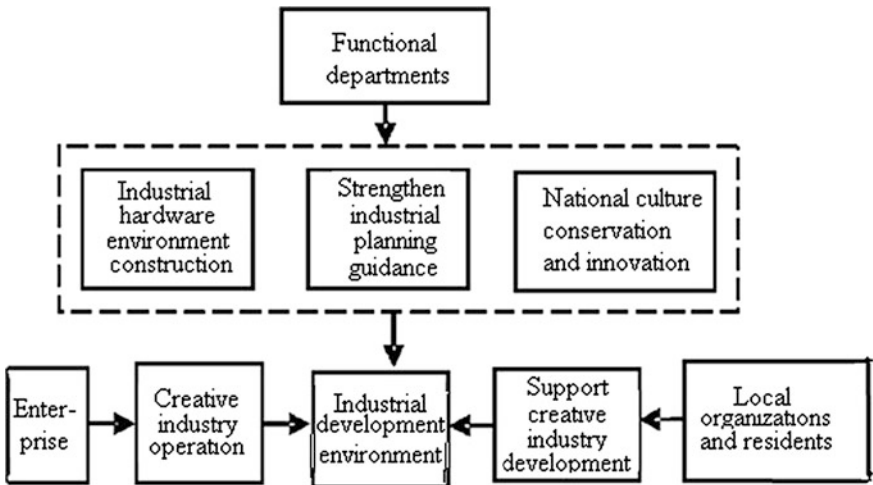 Functional
departments
Industrial
hardware
environment
construction
Strengthen
industrial
planning
guidance
National culture
conservation
and innovation
Enter-
prise
Creative
industry
operation
Industrial
development
environment
Support
creative
industry
development
Local
organizations
and residents